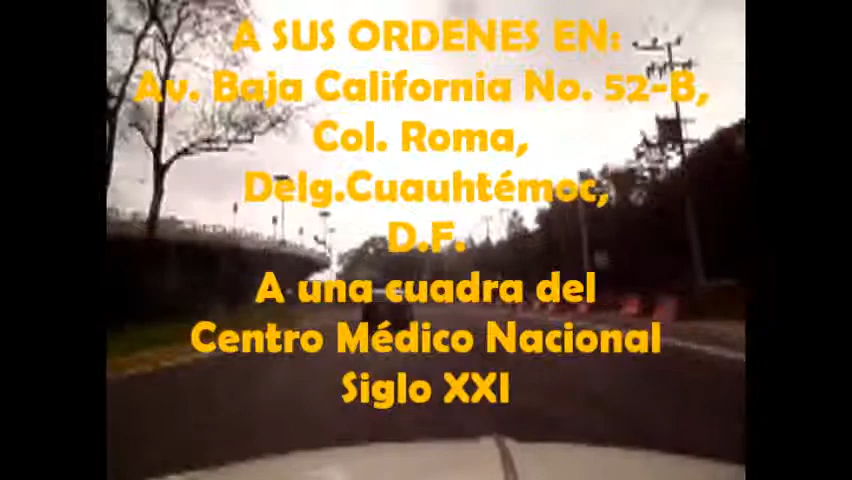 A SUS ORDENES EN:
Av. Baja California No. 52-B,
Col. Roma,
Delg.Cuauhtémoc,
D.F.
A una cuadra del
Centro Médico Nacional
Siglo XXI